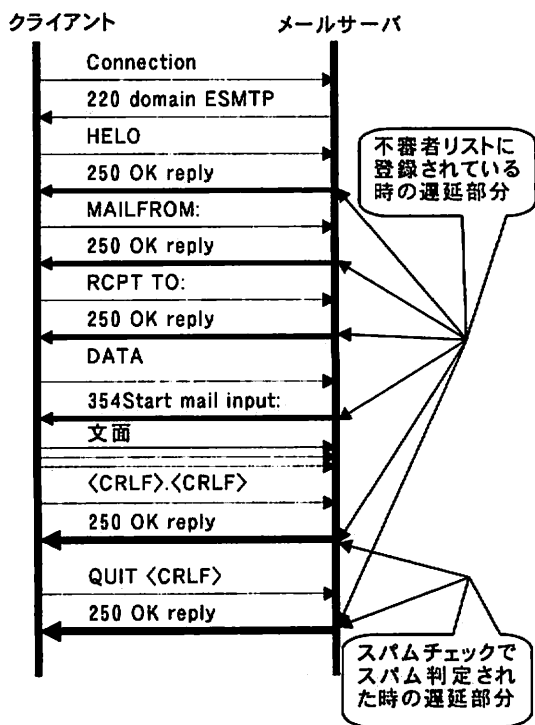 クライアント
メールサーバ
Connection
220 domain ESMTP
HELO
250 OK reply
MAILFROM:
250 OK reply
RCPT TO:
250 OK reply
DATA
354Start mail input:
文面
<CRLF>.<CRLF>
250 OK reply
QUIT <CRLF>
250 OK reply
不審者リストに
登録されている
時の遅延部分
スパムチェックで
スパム判定され
た時の遅延部分